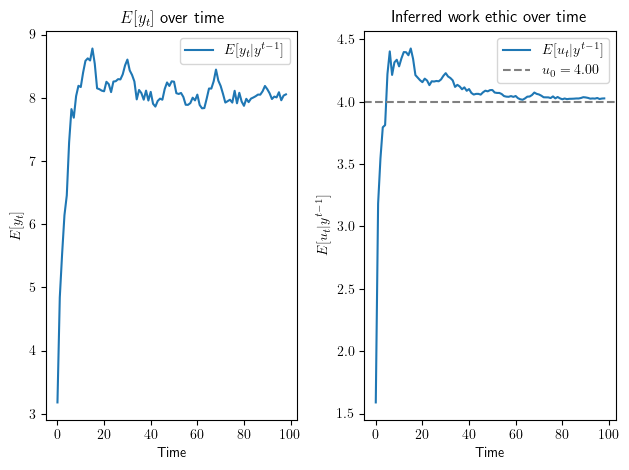 E[y_t] over time
E[y_t|y^{t−1}]
E[y_t]
9
8
7
6
5
4
3
0 20 40 60 80 100
Time
Inferred work ethic over time
E[u_t|y^{t−1}]
u_0 = 4.00
E[u_t|y^{t−1}]
4.5
4.0
3.5
3.0
2.5
2.0
1.5
0 20 40 60 80 100
Time